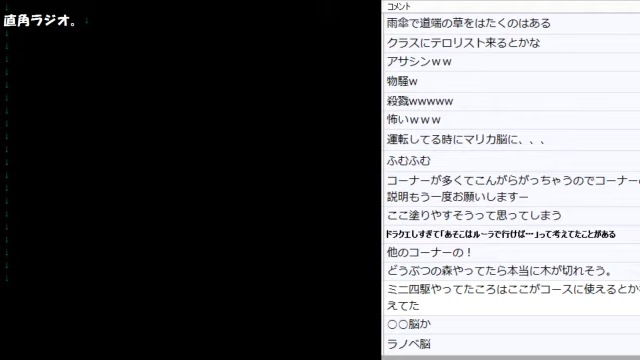 直角ラジオ。
コメント
雨傘で道端の草をはたくのはある
クラスにテロリスト来るとかな
アサシンｗｗ
物騒w
殺戮wwwww
怖いｗｗｗ
運転してる時にマリカ脳に、、、
ふむふむ
コーナーが多くてこんがらがっちゃうのでコーナーの
説明もう一度お願いしますー
ここ塗りやすそうって思ってしまう
ドラクエしすぎて「あそこはルーラで行けば…」って考えてたことがある
他のコーナーの！
どうぶつの森やってたら本当に木が切れそう。
ミニ四駆やってたころはここがコースに使えるとか考
えてた
○○脳か
ラノベ脳